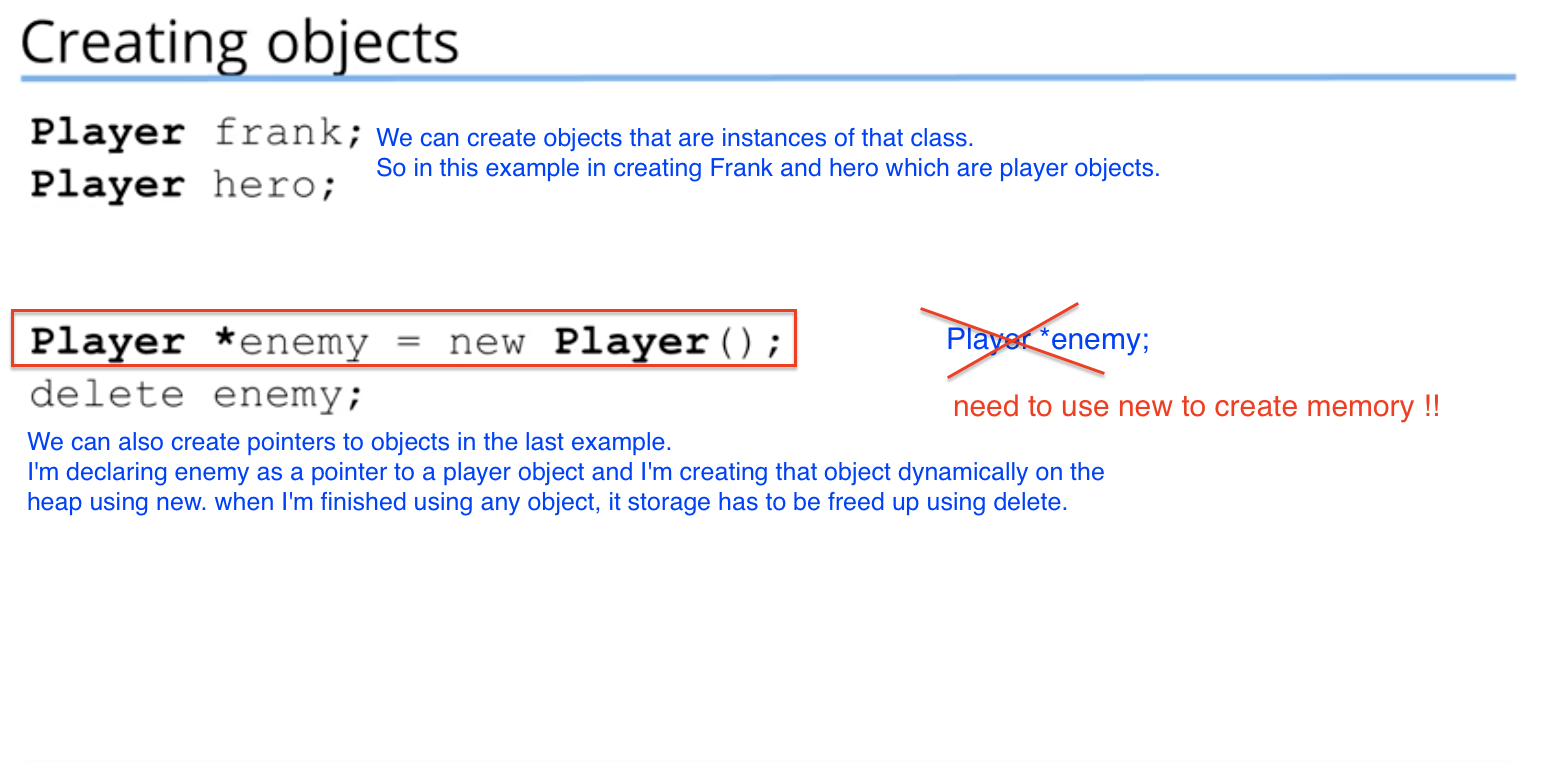 Creating objects
Player frank;
We can create objects that are instances of that class.
So in this example in creating Frank and hero which are player objects.
Player hero;
Player *enemy = new Player();
Player *enemy;
delete enemy;
need to use new to create memory !!
We can also create pointers to objects in the last example.
I'm declaring enemy as a pointer to a player object and I'm creating that object dynamically on the
heap using new. when I'm finished using any object, it storage has to be freed up using delete.